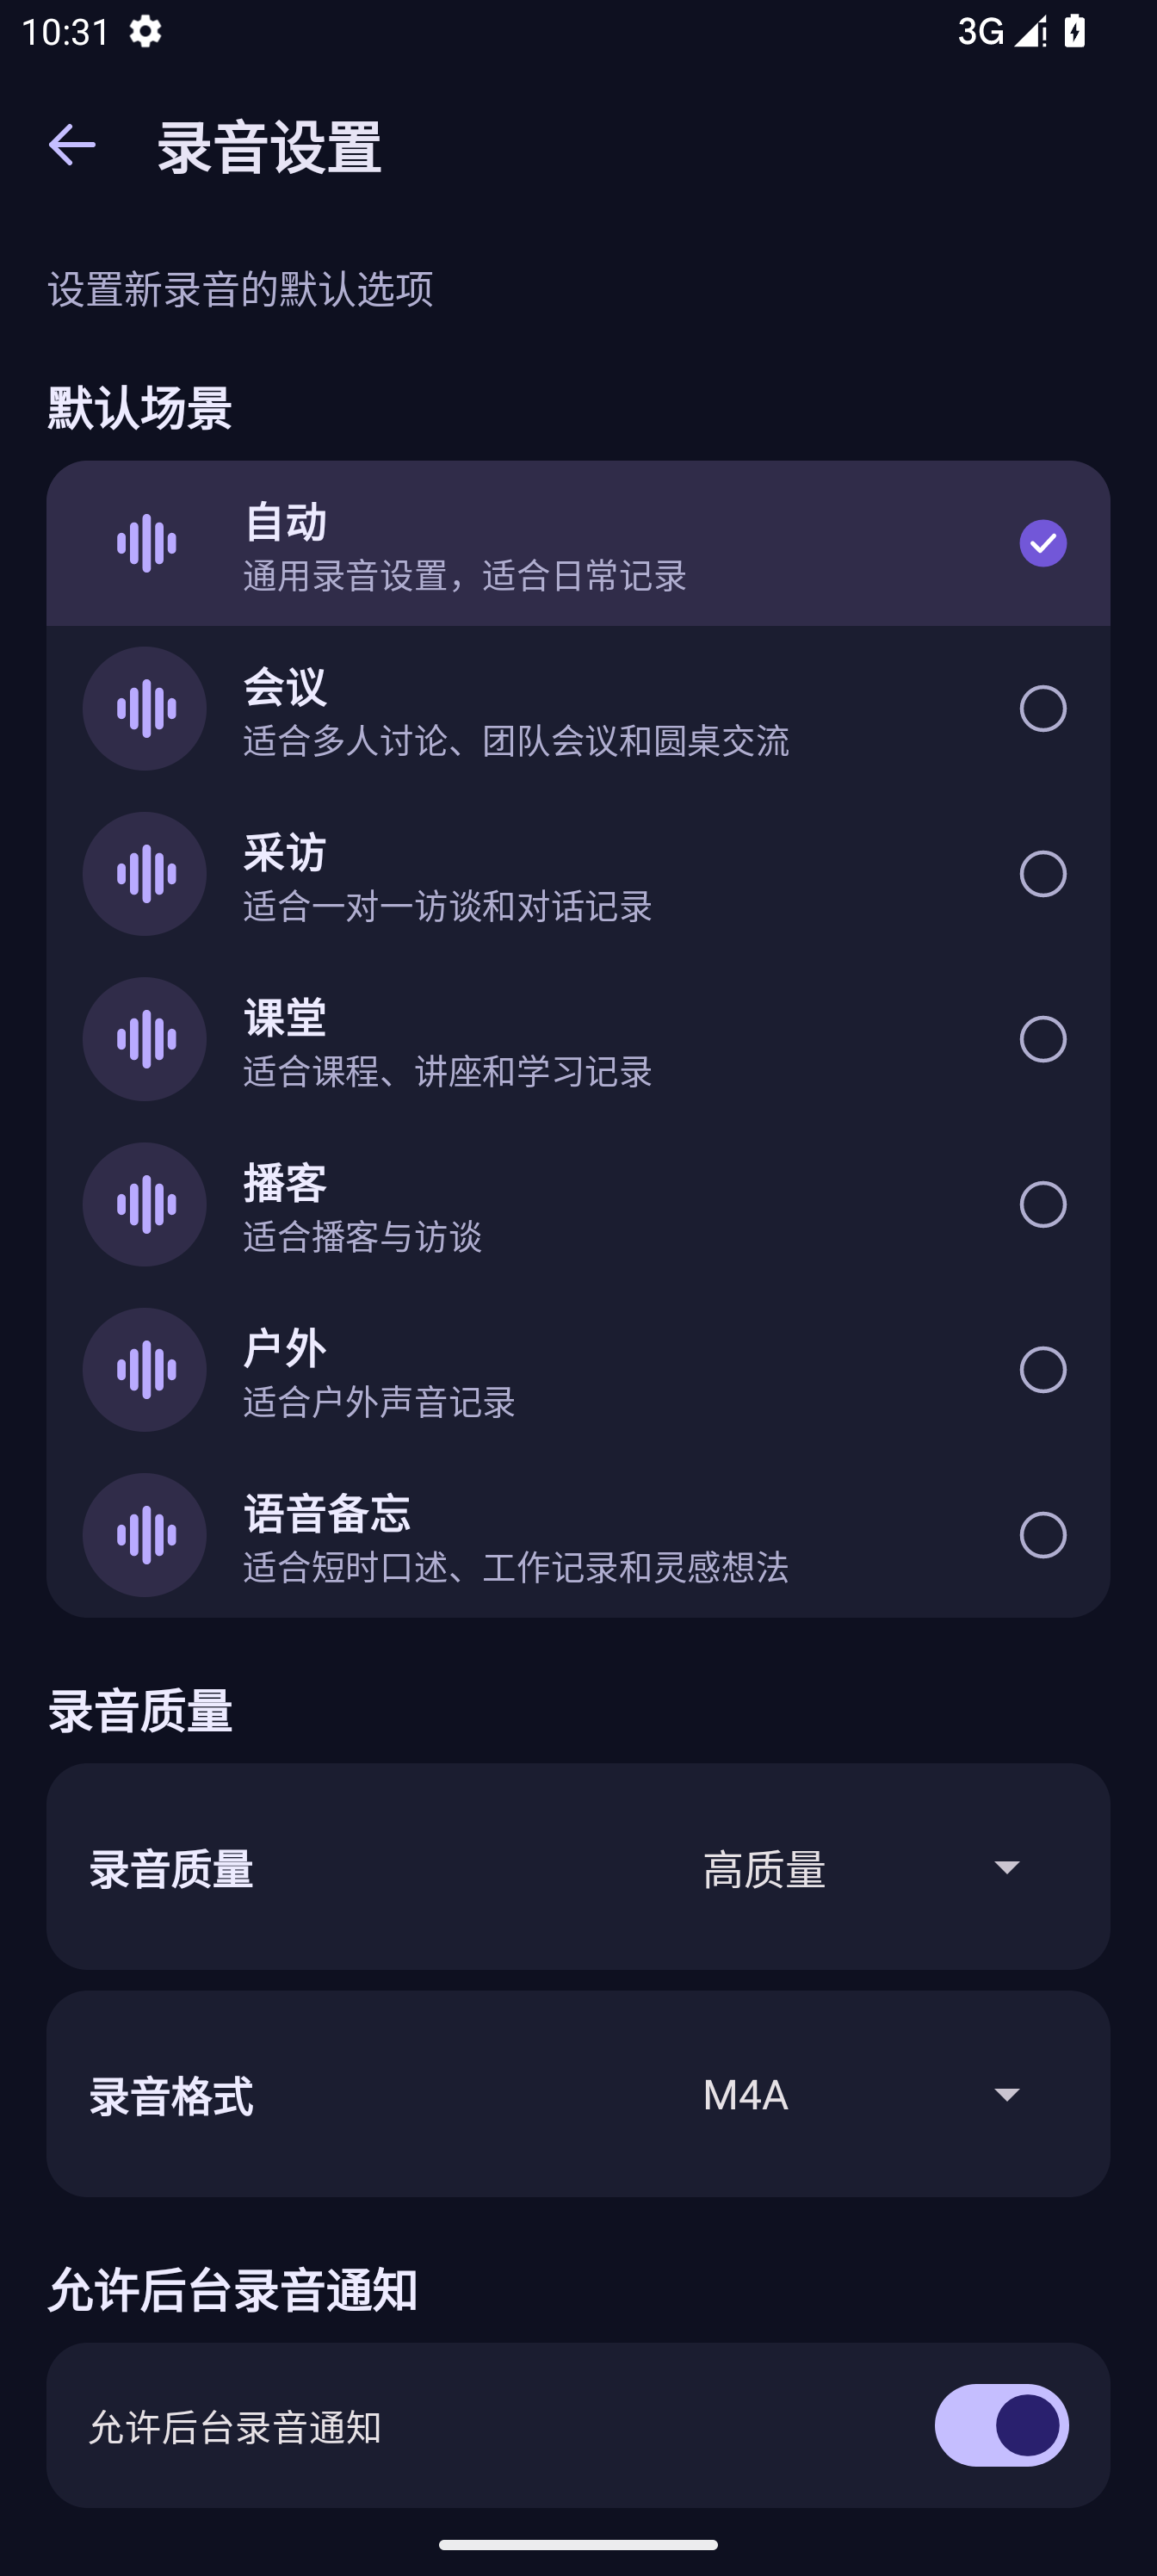 10:31
3G
录音设置
设置新录音的默认选项
默认场景
自动
通用录音设置，适合日常记录
会议
适合多人讨论、团队会议和圆桌交流
采访
适合一对一访谈和对话记录
课堂
适合课程、讲座和学习记录
播客
适合播客与访谈
户外
适合户外声音记录
语音备忘
适合短时口述、工作记录和灵感想法
录音质量
录音质量
高质量
录音格式
M4A
允许后台录音通知
允许后台录音通知